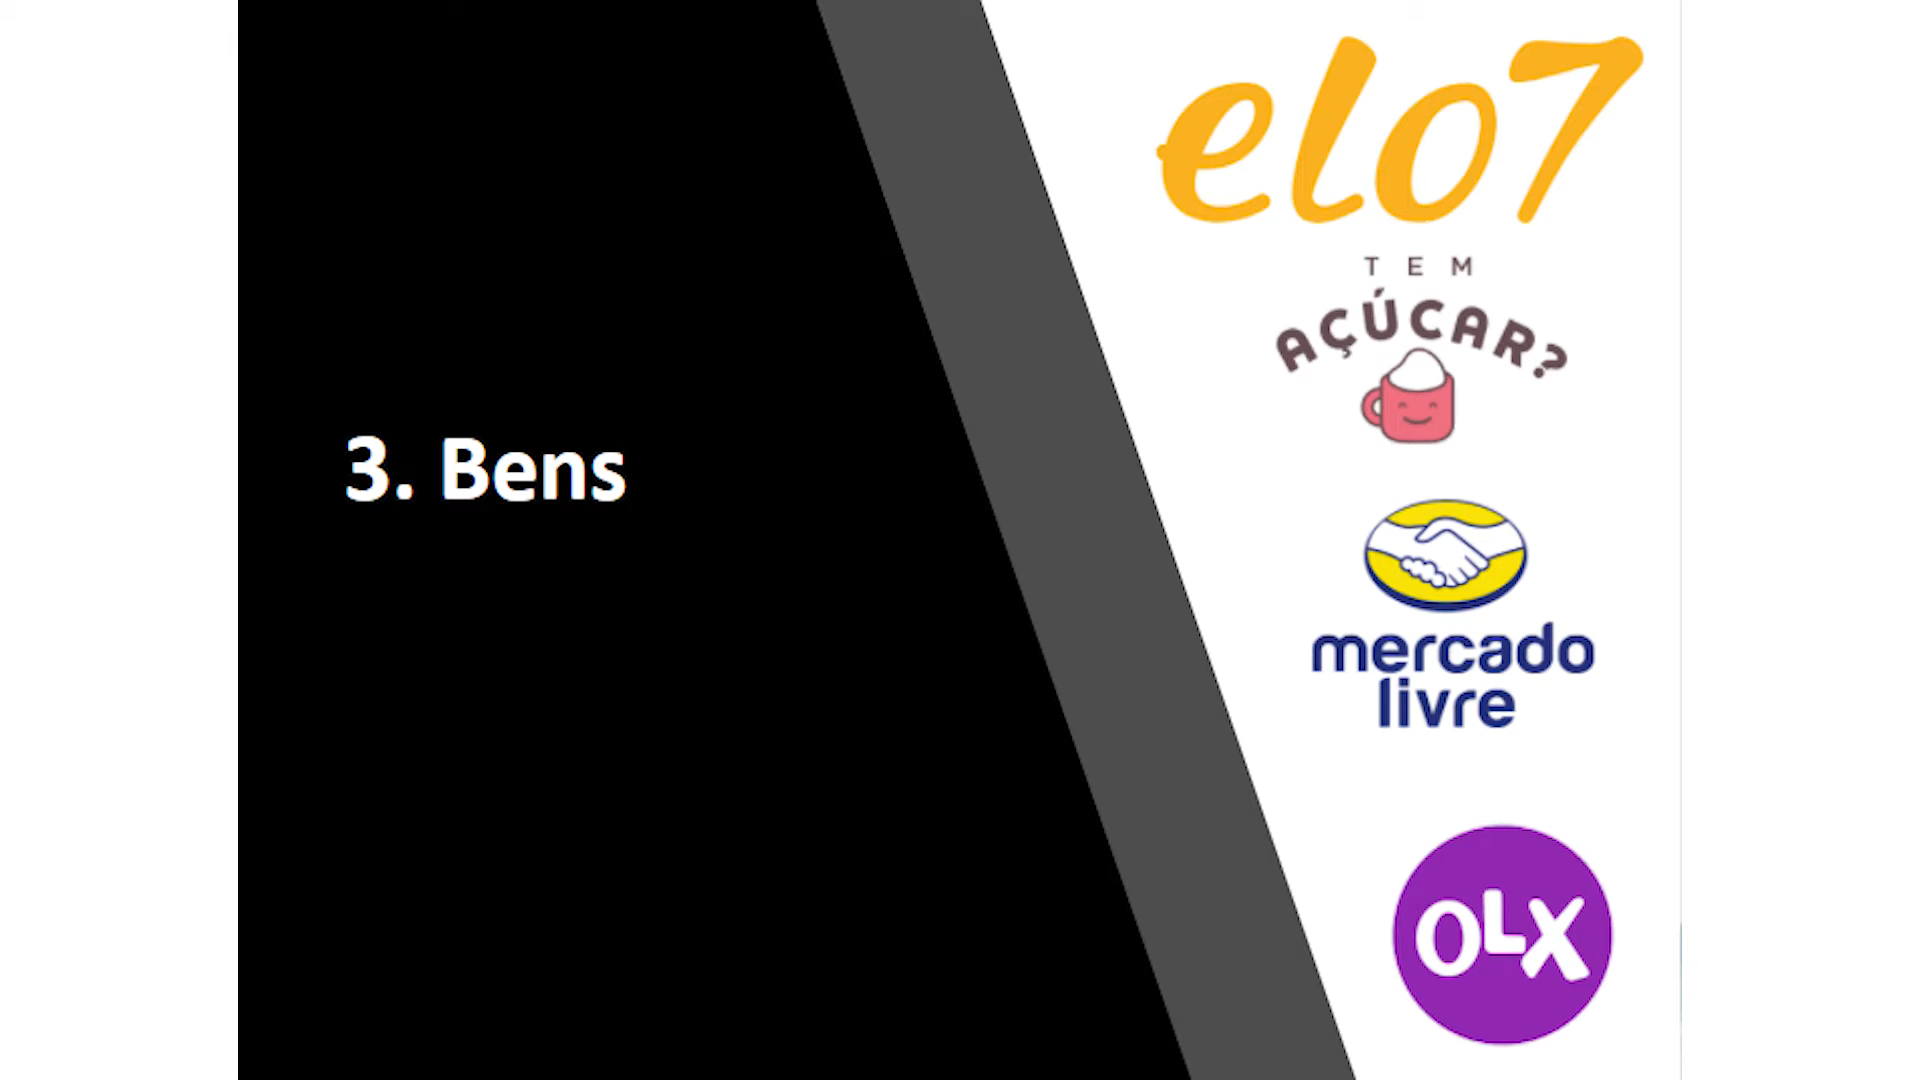 3. Bens
elo7
TEM
AÇÚCAR?
mercado
livre
OLX